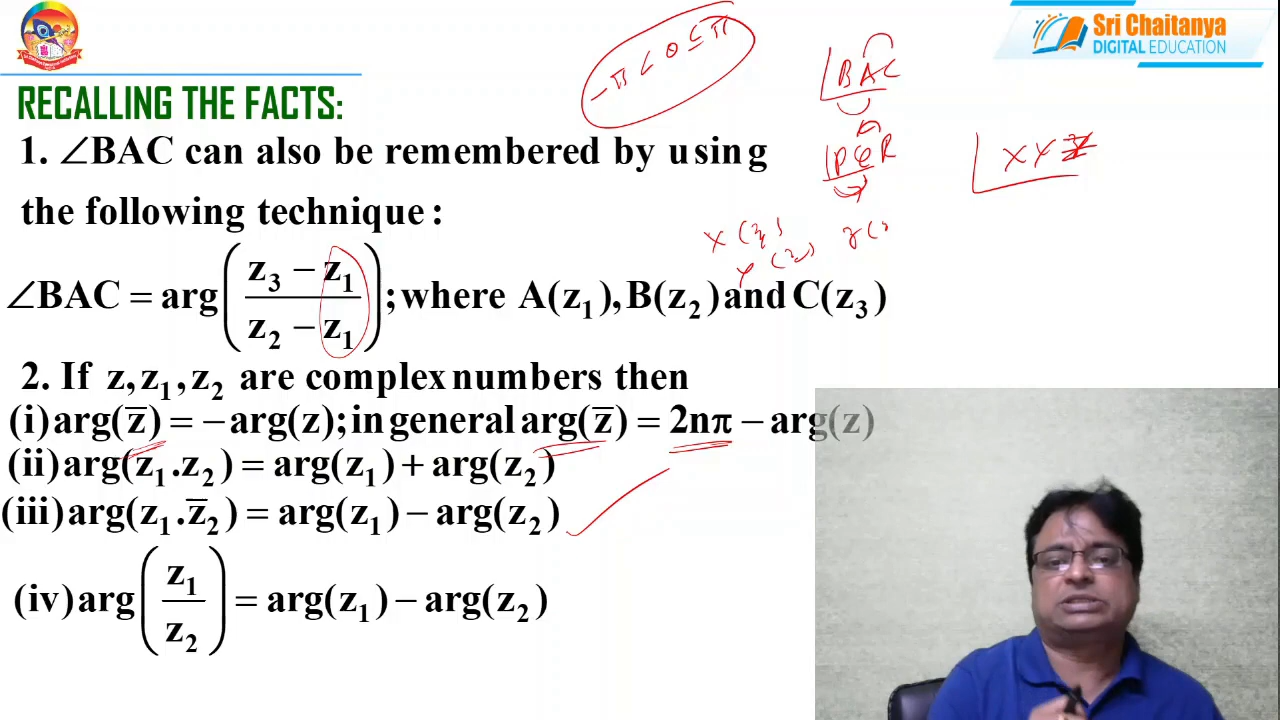 Sri Chaitanya
DIGITAL EDUCATION
-π < θ ≤ π
∠BAC
RECALLING THE FACTS:
1. ∠BAC can also be remembered by using
∠PQR
∠XYZ
the following technique:
X(z₁)
Y(z₂)
∠BAC = arg((z₃ − z₁)/(z₂ − z₁)); where A(z₁), B(z₂) and C(z₃)
2. If z, z₁, z₂ are complex numbers then
(i) arg(z̅) = −arg(z); in general arg(z̅) = 2nπ − arg(z)
(ii) arg(z₁.z₂) = arg(z₁) + arg(z₂)
(iii) arg(z₁.z̅₂) = arg(z₁) − arg(z₂)
(iv) arg(z₁/z₂) = arg(z₁) − arg(z₂)